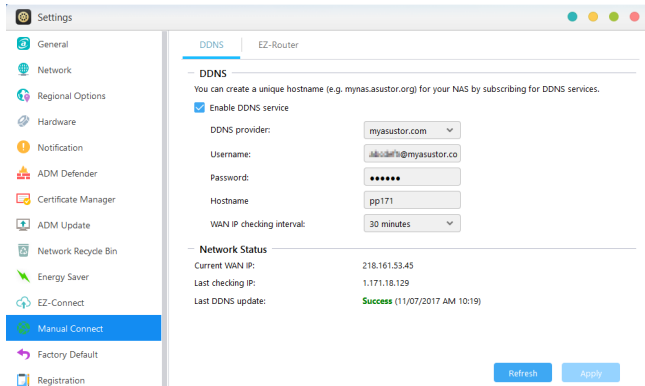 Settings
General
Network
Regional Options
Hardware
Notification
ADM Defender
Certificate Manager
ADM Update
Network Recycle Bin
Energy Saver
EZ-Connect
Manual Connect
Factory Default
Registration
DDNS EZ-Router
DDNS
You can create a unique hostname (e.g. mynas.asustor.org) for your NAS by subscribing for DDNS services.
Enable DDNS service
DDNS provider: myasustor.com
Username: @myasustor.co
Password: ••••••
Hostname pp171
WAN IP checking interval: 30 minutes
Network Status
Current WAN IP: 218.161.53.45
Last checking IP: 1.171.18.129
Last DDNS update: Success (11/07/2017 AM 10:19)
Refresh Apply